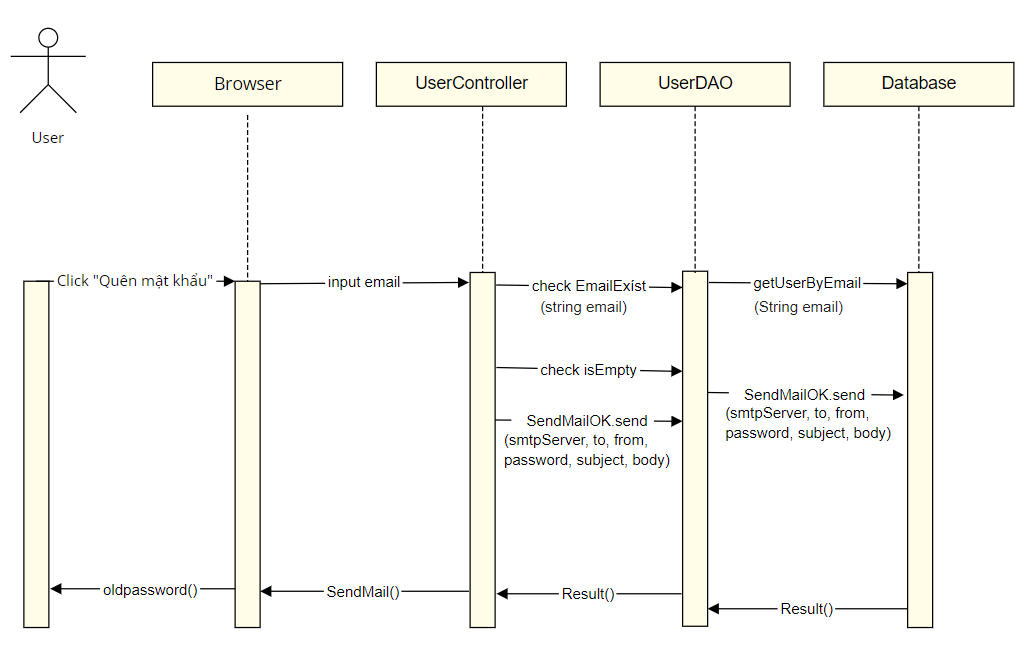 User
Browser
UserController
UserDAO
Database
Click "Quên mật khẩu"
input email
check EmailExist
(string email)
getUserByEmail
(String email)
check isEmpty
SendMailOK.send
(smtpServer, to, from,
password, subject, body)
SendMailOK.send
(smtpServer, to, from,
password, subject, body)
oldpassword()
SendMail()
Result()
Result()